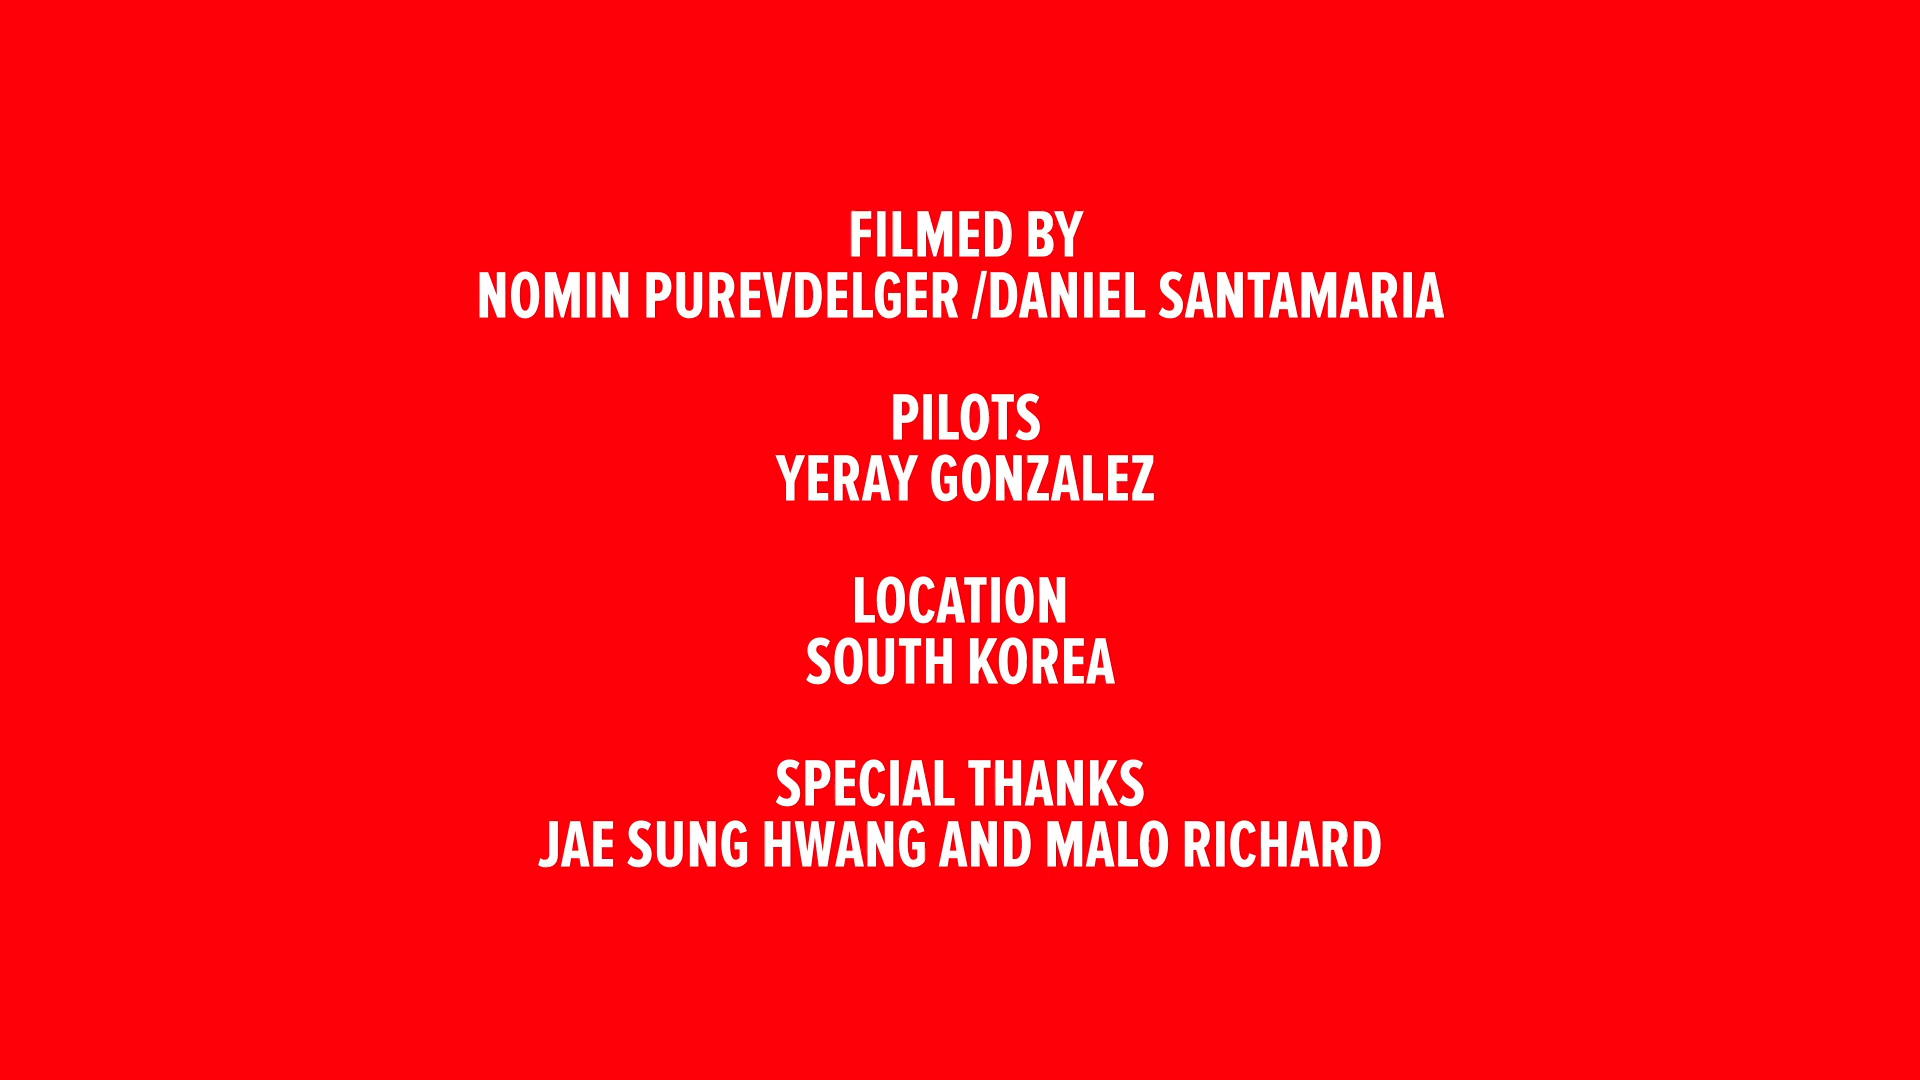 FILMED BY
NOMIN PUREVDELGER /DANIEL SANTAMARIA
PILOTS
YERAY GONZALEZ
LOCATION
SOUTH KOREA
SPECIAL THANKS
JAE SUNG HWANG AND MALO RICHARD